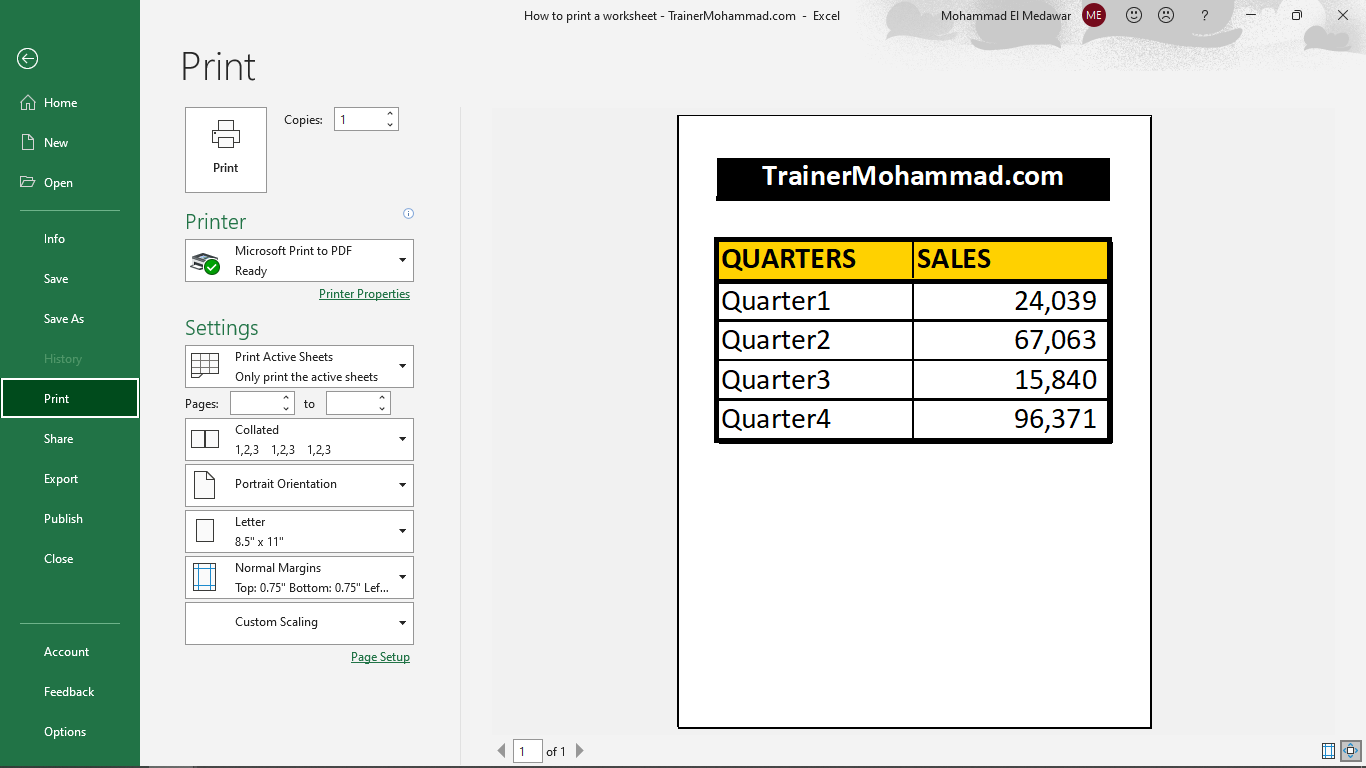 How to print a worksheet - TrainerMohammad.com - Excel
Mohammad El Medawar ME ?
Home
New
Open
Info
Save
Save As
History
Print
Share
Export
Publish
Close
Account
Feedback
Options
Print
Print
Copies: 1
Printer
Microsoft Print to PDF
Ready
Printer Properties
Settings
Print Active Sheets
Only print the active sheets
Pages: to
Collated
1,2,3 1,2,3 1,2,3
Portrait Orientation
Letter
8.5" x 11"
Normal Margins
Top: 0.75" Bottom: 0.75" Lef...
Custom Scaling
Page Setup
TrainerMohammad.com
QUARTERS SALES
Quarter1 24,039
Quarter2 67,063
Quarter3 15,840
Quarter4 96,371
1 of 1